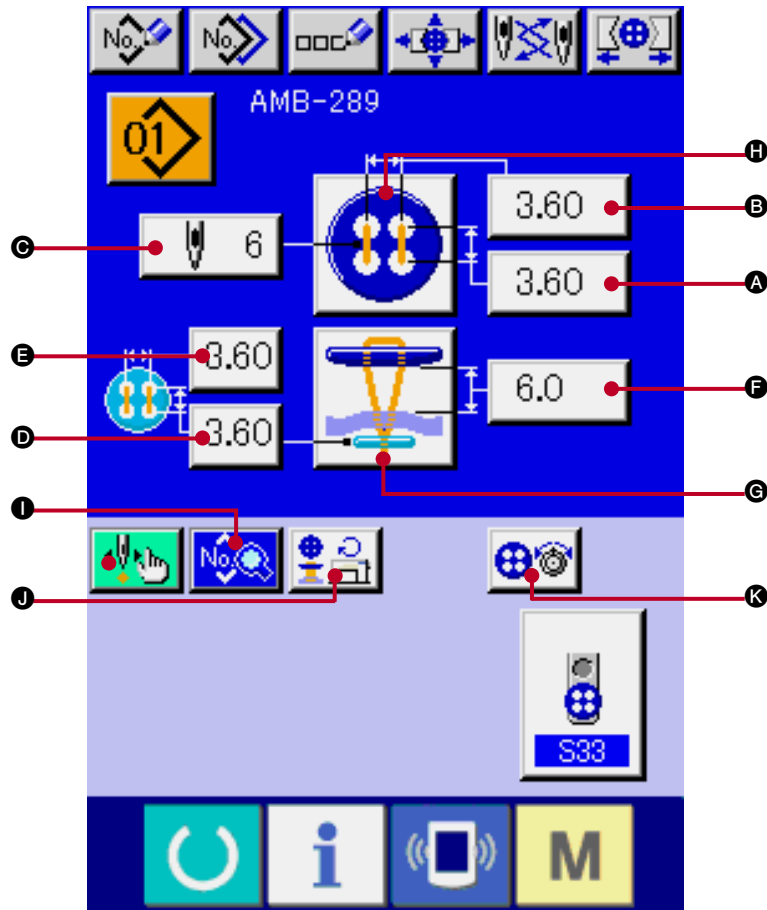 No. No.
AMB-289
01
H
3.60 B
C 6
3.60 A
E 3.60
6.0 F
D 3.60
G
I
No.
J
K
S33
i M